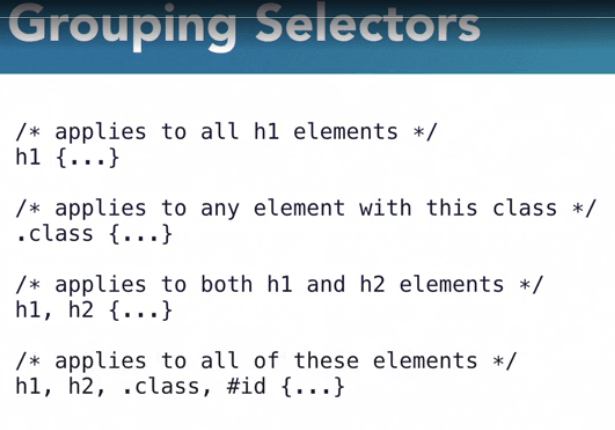 Grouping Selectors
/* applies to all h1 elements */
h1 {...}
/* applies to any element with this class */
.class {...}
/* applies to both h1 and h2 elements */
h1, h2 {...}
/* applies to all of these elements */
h1, h2, .class, #id {...}